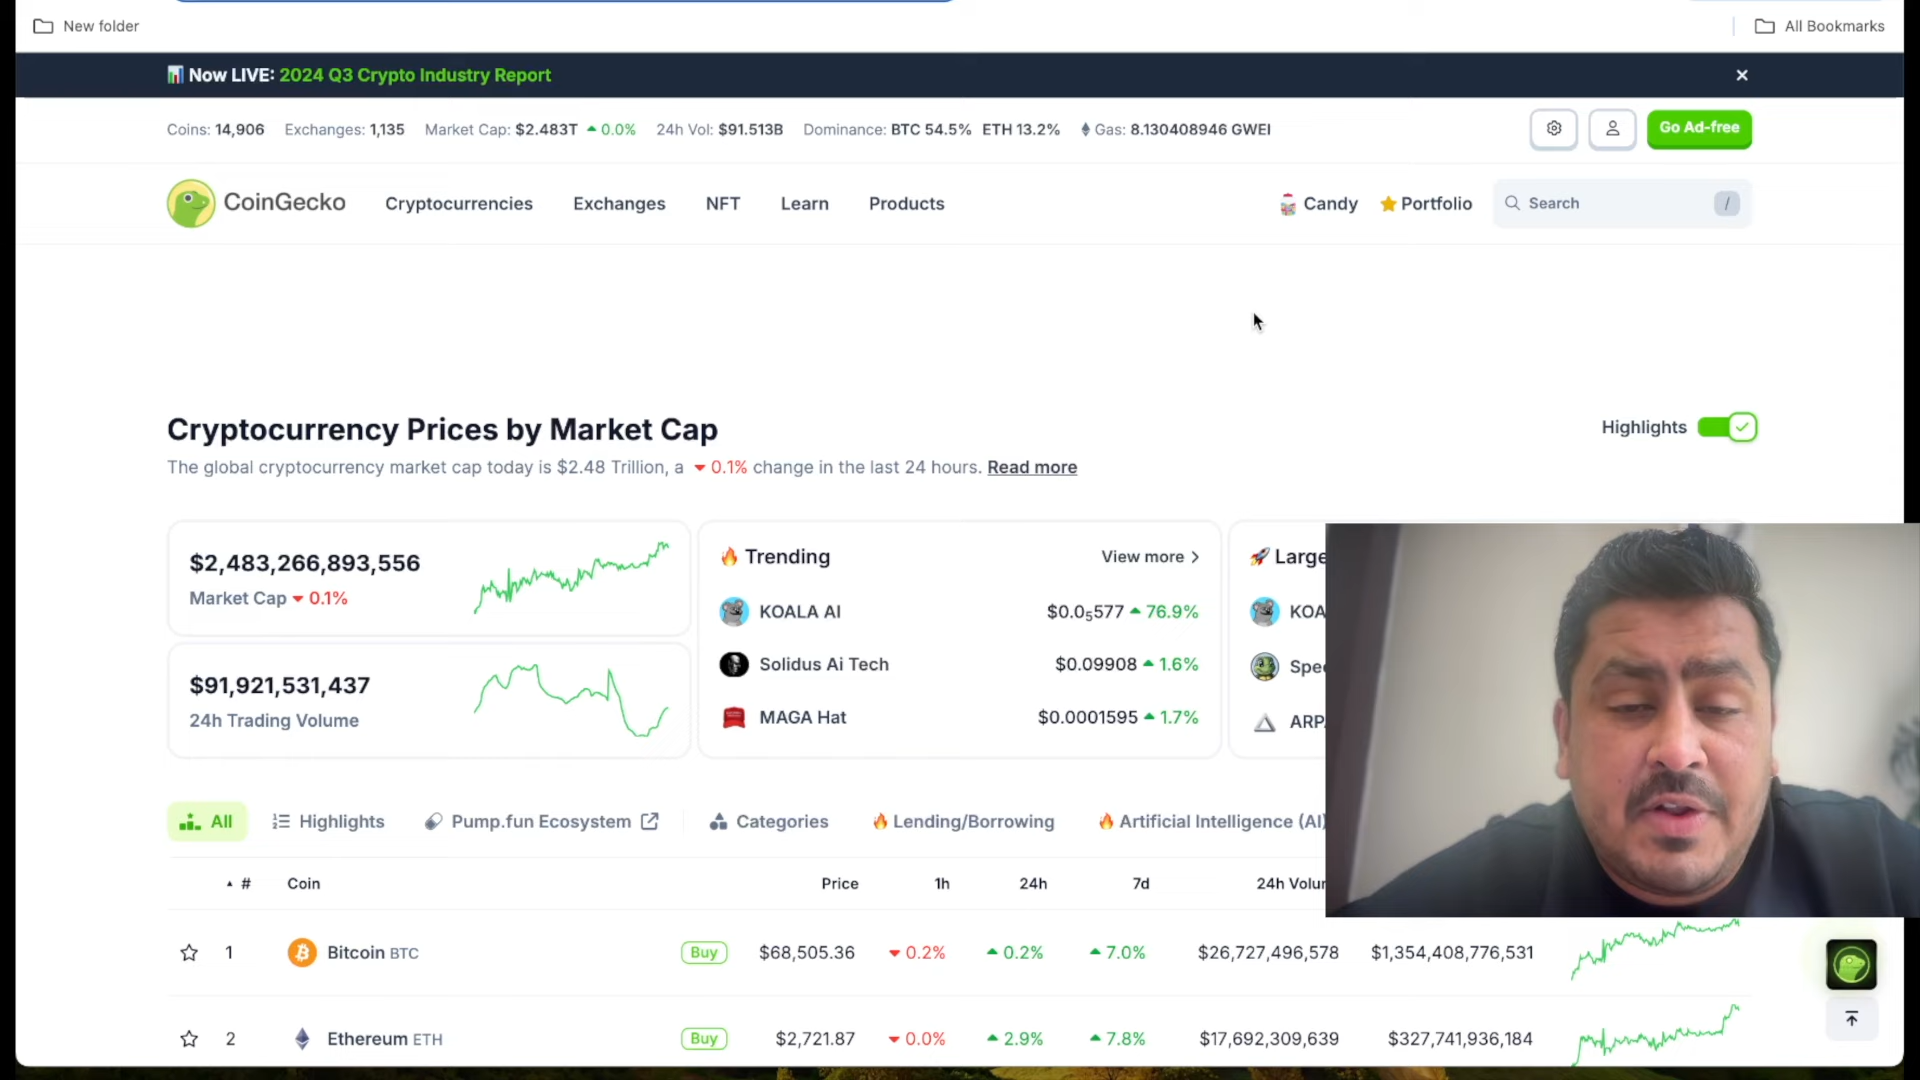 New folder
All Bookmarks
Now LIVE: 2024 Q3 Crypto Industry Report
Coins: 14,906 Exchanges: 1,135 Market Cap: $2.483T 0.0% 24h Vol: $91.513B Dominance: BTC 54.5% ETH 13.2% Gas: 8.130408946 GWEI
Go Ad-free
CoinGecko Cryptocurrencies Exchanges NFT Learn Products Candy Portfolio Search /
Cryptocurrency Prices by Market Cap
Highlights
The global cryptocurrency market cap today is $2.48 Trillion, a 0.1% change in the last 24 hours. Read more
$2,483,266,893,556
Market Cap 0.1%
$91,921,531,437
24h Trading Volume
Trending View more
KOALA AI $0.0₅577 76.9%
Solidus Ai Tech $0.09908 1.6%
MAGA Hat $0.0001595 1.7%
Large
KOA
Spe
ARP
All Highlights Pump.fun Ecosystem Categories Lending/Borrowing Artificial Intelligence (AI)
# Coin Price 1h 24h 7d 24h Volu
1 Bitcoin BTC Buy $68,505.36 0.2% 0.2% 7.0% $26,727,496,578 $1,354,408,776,531
2 Ethereum ETH Buy $2,721.87 0.0% 2.9% 7.8% $17,692,309,639 $327,741,936,184